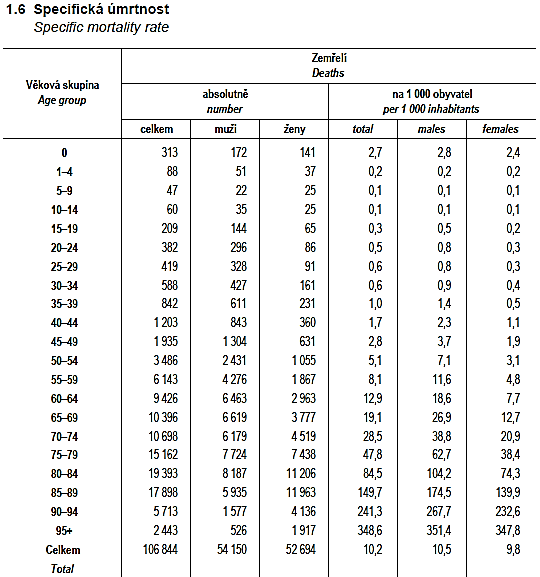 1.6 Specifická úmrtnost
Specific mortality rate
Věková skupina
Age group
Zemřelí
Deaths
absolutně
number
na 1 000 obyvatel
per 1 000 inhabitants
celkem muži ženy total males females
0 313 172 141 2,7 2,8 2,4
1–4 88 51 37 0,2 0,2 0,2
5–9 47 22 25 0,1 0,1 0,1
10–14 60 35 25 0,1 0,1 0,1
15–19 209 144 65 0,3 0,5 0,2
20–24 382 296 86 0,5 0,8 0,3
25–29 419 328 91 0,6 0,8 0,3
30–34 588 427 161 0,6 0,9 0,4
35–39 842 611 231 1,0 1,4 0,5
40–44 1 203 843 360 1,7 2,3 1,1
45–49 1 935 1 304 631 2,8 3,7 1,9
50–54 3 486 2 431 1 055 5,1 7,1 3,1
55–59 6 143 4 276 1 867 8,1 11,6 4,8
60–64 9 426 6 463 2 963 12,9 18,6 7,7
65–69 10 396 6 619 3 777 19,1 26,9 12,7
70–74 10 698 6 179 4 519 28,5 38,8 20,9
75–79 15 162 7 724 7 438 47,8 62,7 38,4
80–84 19 393 8 187 11 206 84,5 104,2 74,3
85–89 17 898 5 935 11 963 149,7 174,5 139,9
90–94 5 713 1 577 4 136 241,3 267,7 232,6
95+ 2 443 526 1 917 348,6 351,4 347,8
Celkem 106 844 54 150 52 694 10,2 10,5 9,8
Total